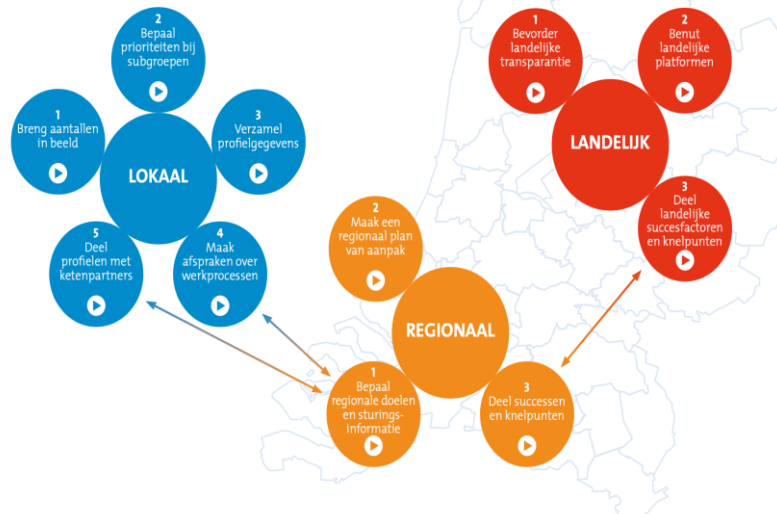 2
Bepaal
prioriteiten bij
subgroepen
1
Breng aantallen
in beeld
3
Verzamel
profielgegevens
LOKAAL
5
Deel
profielen met
ketenpartners
4
Maak
afspraken over
werkprocessen
1
Bevorder
landelijke
transparantie
2
Benut
landelijke
platformen
LANDELIJK
3
Deel
landelijke
succesfactoren
en knelpunten
2
Maak een
regionaal plan
van aanpak
REGIONAAL
1
Bepaal
regionale doelen
en sturings-
informatie
3
Deel successen
en knelpunten